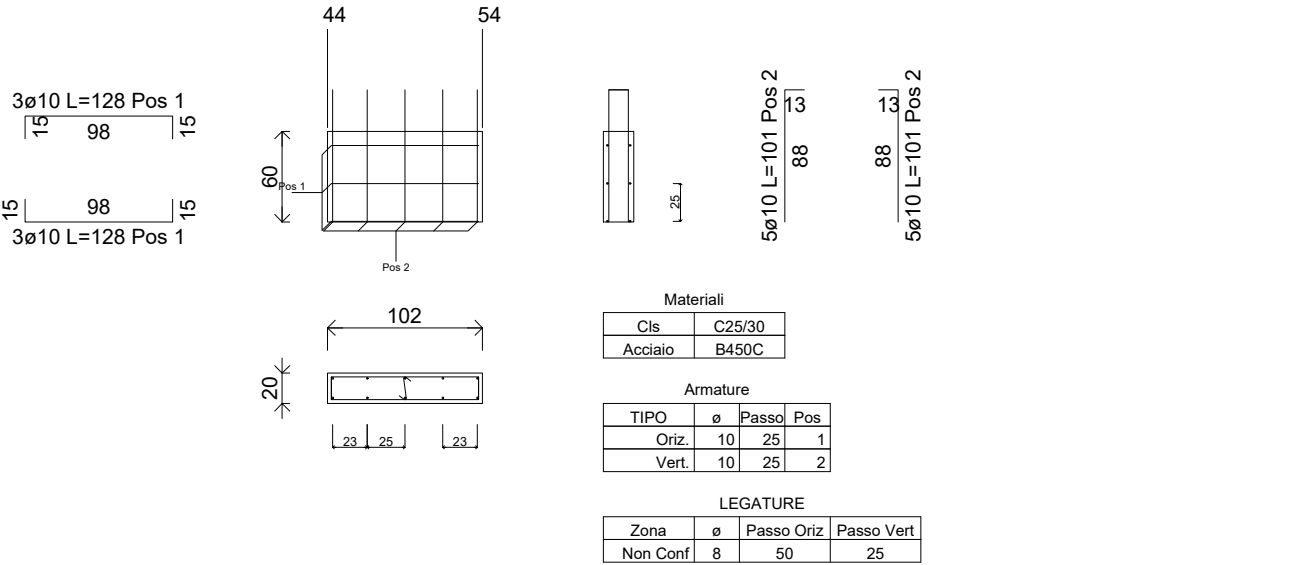 44
54
3ø10 L=128 Pos 1
15
98
15
15
98
15
3ø10 L=128 Pos 1
60
Pos 1
Pos 2
25
5ø10 L=101 Pos 2
13
88
13
88
5ø10 L=101 Pos 2
102
20
23
25
23
Materiali
Cls C25/30
Acciaio B450C
Armature
TIPO ø Passo Pos
Oriz. 10 25 1
Vert. 10 25 2
LEGATURE
Zona ø Passo Oriz Passo Vert
Non Conf 8 50 25